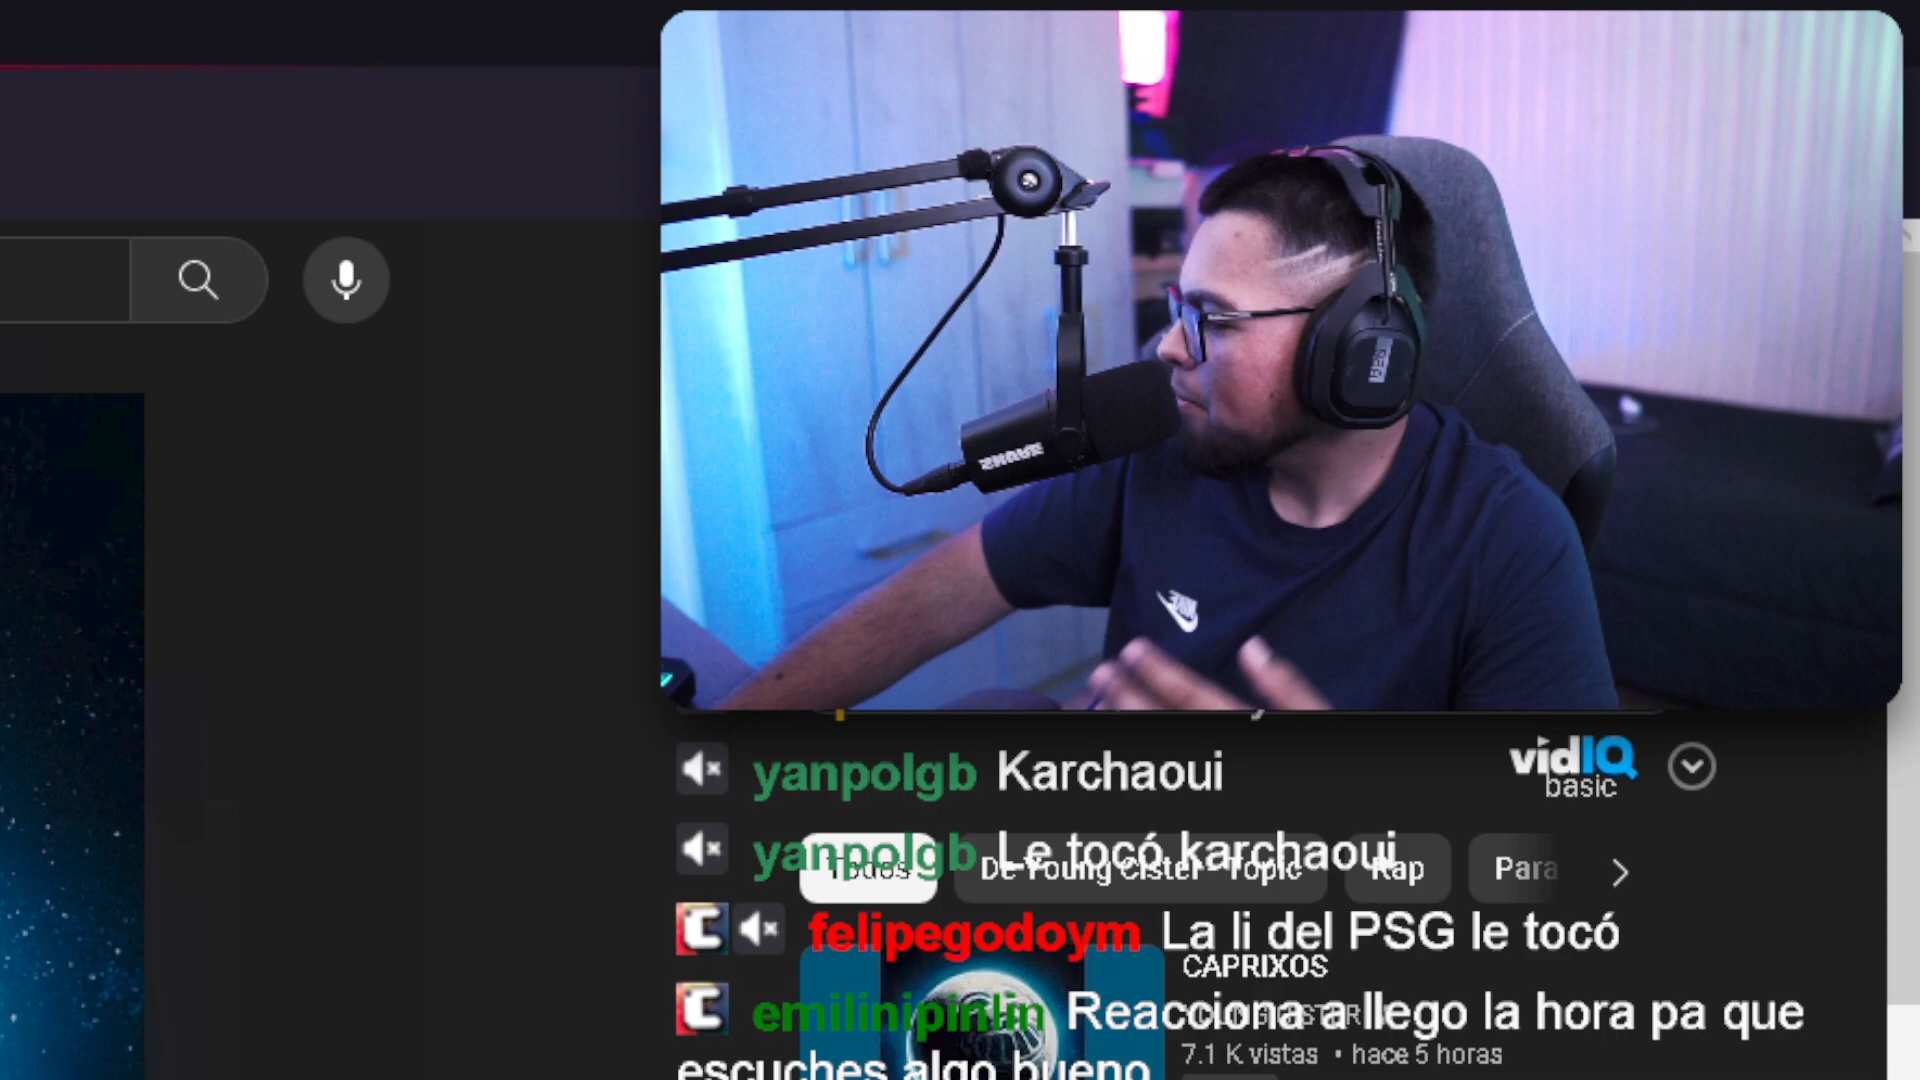 SHURE
NIKE
yanpolgb Karchaoui
vidIQ
basic
yanpolgb Le tocó karchaoui
Todos De Young Cister - Topic Rap Para
felipegodoym La li del PSG le tocó
CAPRIXOS
emilinipinlin Reacciona a llego la hora pa que
7.1 K vistas • hace 5 horas
escuches algo bueno